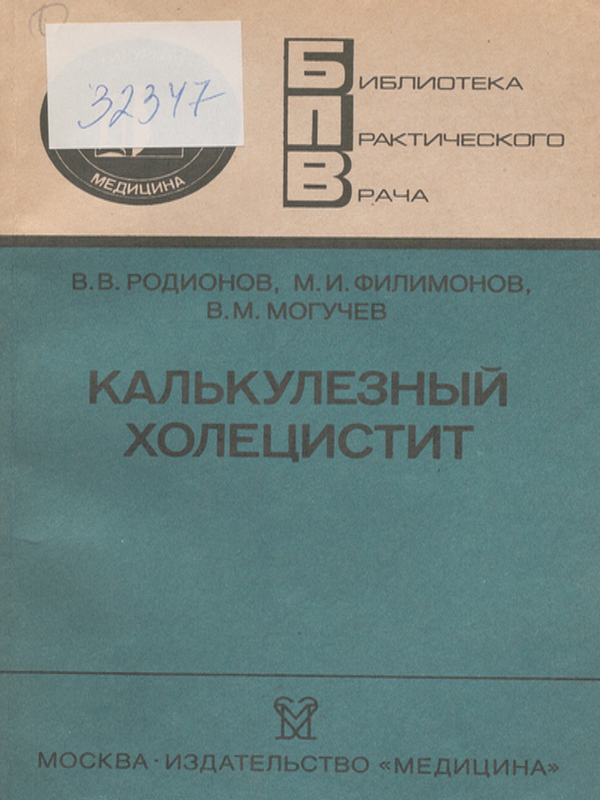 32347
МЕДИЦИНА
БИБЛИОТЕКА
ПРАКТИЧЕСКОГО
ВРАЧА
В.В. РОДИОНОВ, М.И. ФИЛИМОНОВ,
В.М. МОГУЧЕВ
КАЛЬКУЛЕЗНЫЙ
ХОЛЕЦИСТИТ
МОСКВА · ИЗДАТЕЛЬСТВО «МЕДИЦИНА»